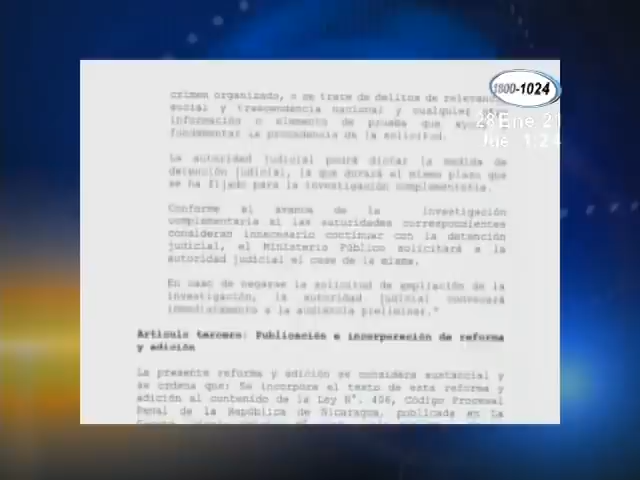 1800-1024
28 Ene 21
Jue 1:24
crimen organizado, o se trate de delitos de relevancia
social y trascendencia nacional y cualquier otra
información o elemento de prueba que
fundamentar la procedencia de la solicitud.
La autoridad judicial podrá dictar la medida de
detención judicial, la que durará el mismo plazo que
se ha fijado para la investigación complementaria.
Conforme el avance de la investigación
complementaria si las autoridades correspondientes
consideran innecesario continuar con la detención
judicial, el Ministerio Público solicitará a la
autoridad judicial el cese de la misma.
En caso de negarse la solicitud de ampliación de la
investigación, la autoridad judicial convocará
inmediatamente a la audiencia preliminar."
Artículo tercero: Publicación e incorporación de reforma
y adición
La presente reforma y adición se considera sustancial y
se ordena que: Se incorpore el texto de esta reforma y
adición al contenido de la Ley N°. 406, Código Procesal
Penal de la República de Nicaragua, publicada en La